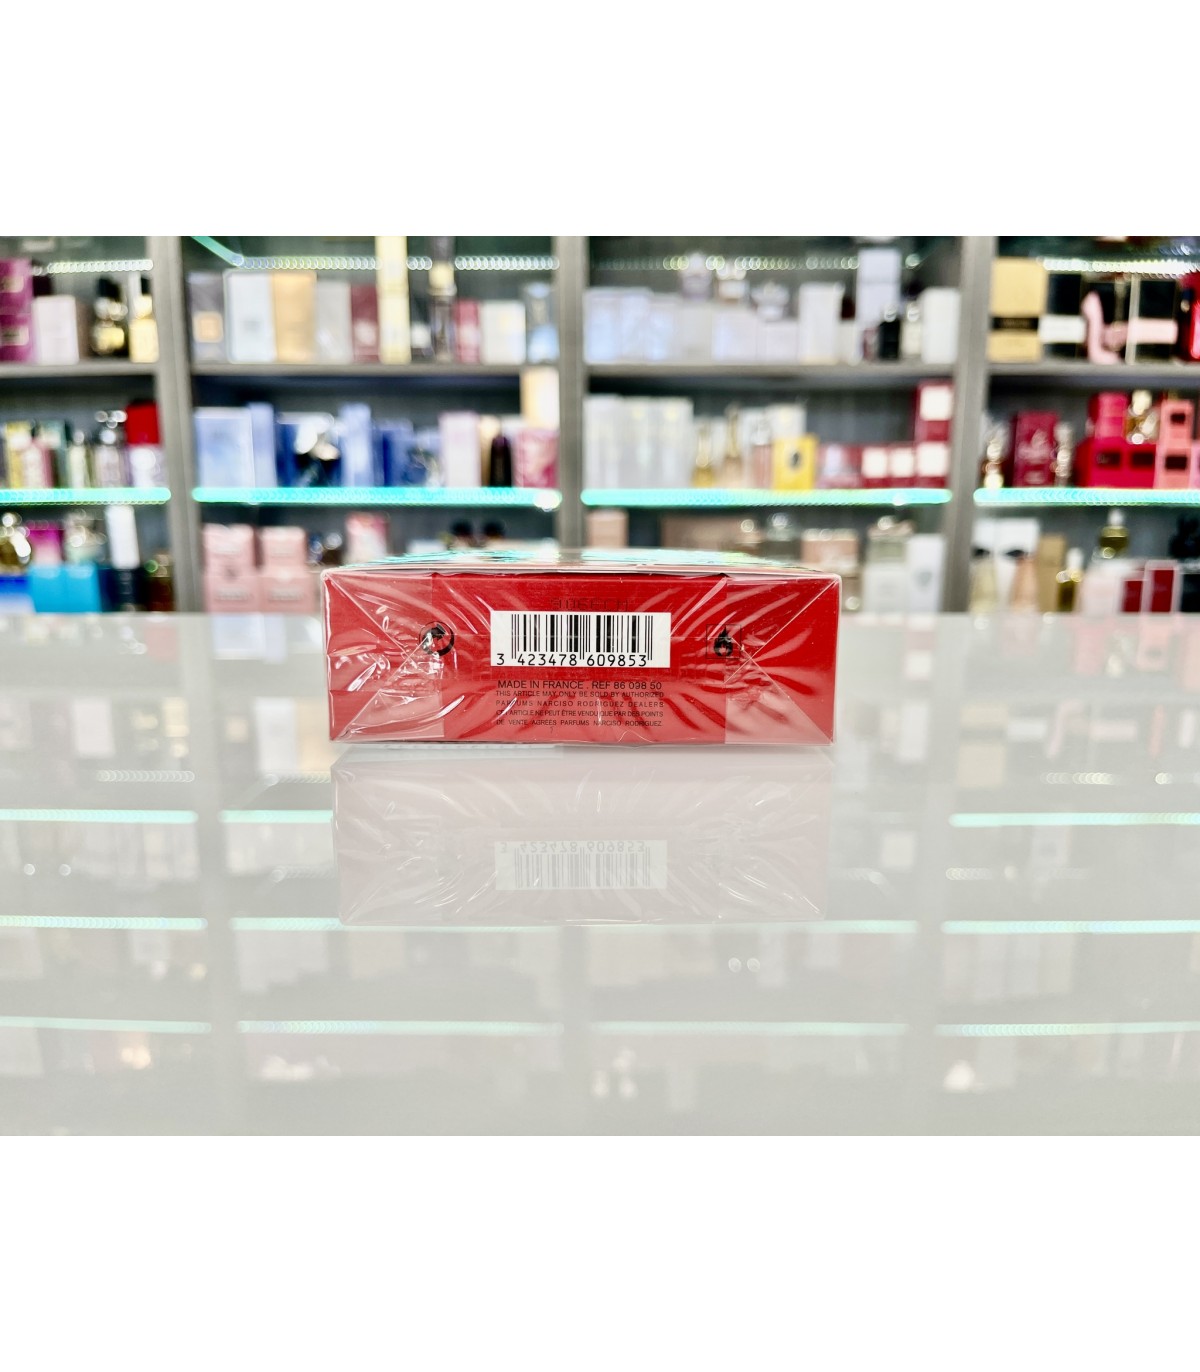 3 423478 609853
MADE IN FRANCE . REF 86 098 50
THIS ARTICLE MAY ONLY BE SOLD BY AUTHORIZED
PARFUMS NARCISO RODRIGUEZ DEALERS
CET ARTICLE NE PEUT ÊTRE VENDU QUE PAR DES POINTS
DE VENTE AGRÉÉS PARFUMS NARCISO RODRIGUEZ